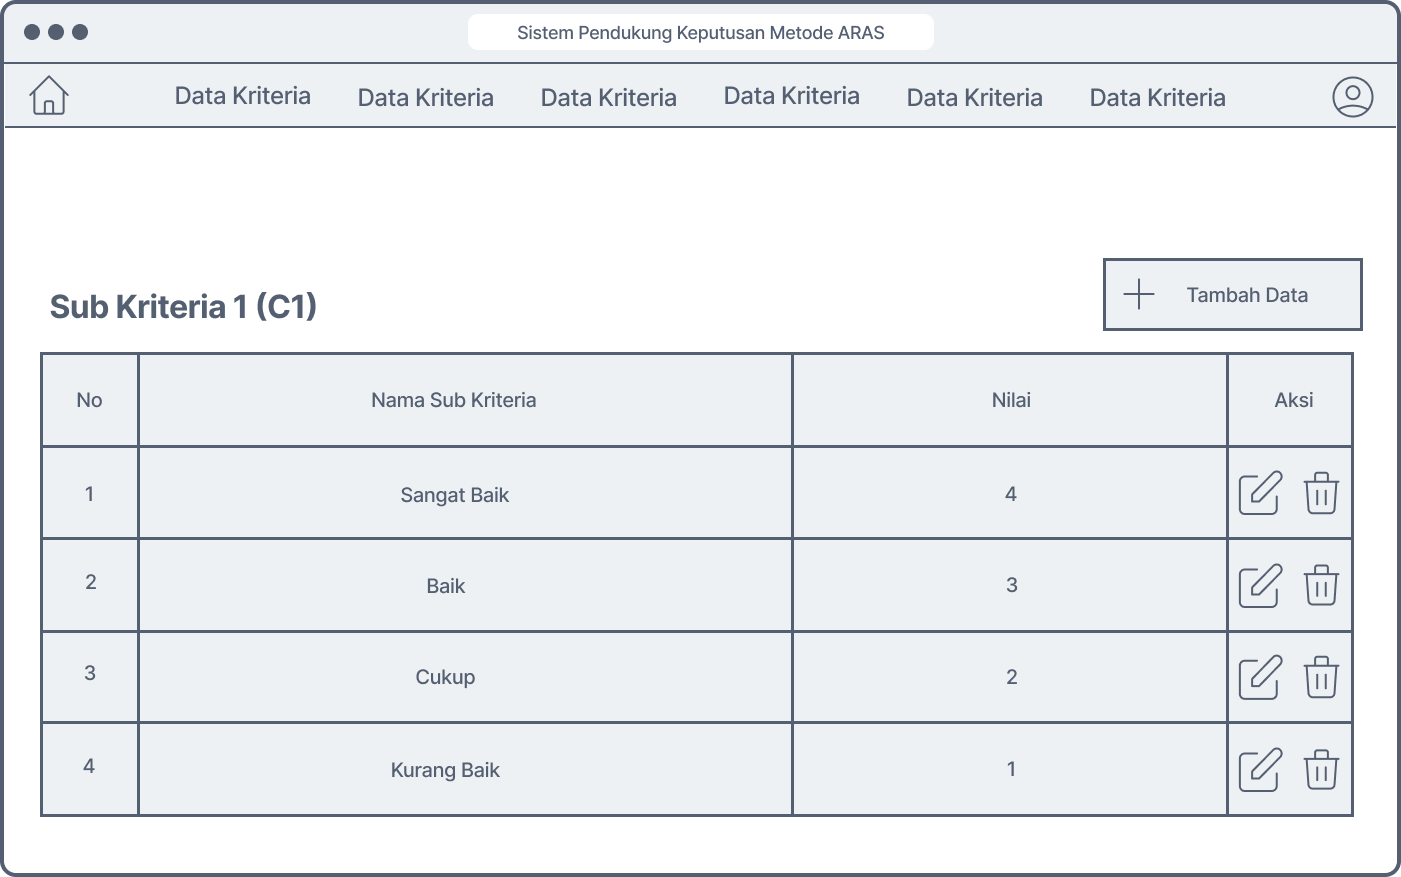 Sistem Pendukung Keputusan Metode ARAS
Data Kriteria Data Kriteria Data Kriteria Data Kriteria Data Kriteria Data Kriteria
Tambah Data
Sub Kriteria 1 (C1)
No Nama Sub Kriteria Nilai Aksi
1 Sangat Baik 4
2 Baik 3
3 Cukup 2
4 Kurang Baik 1